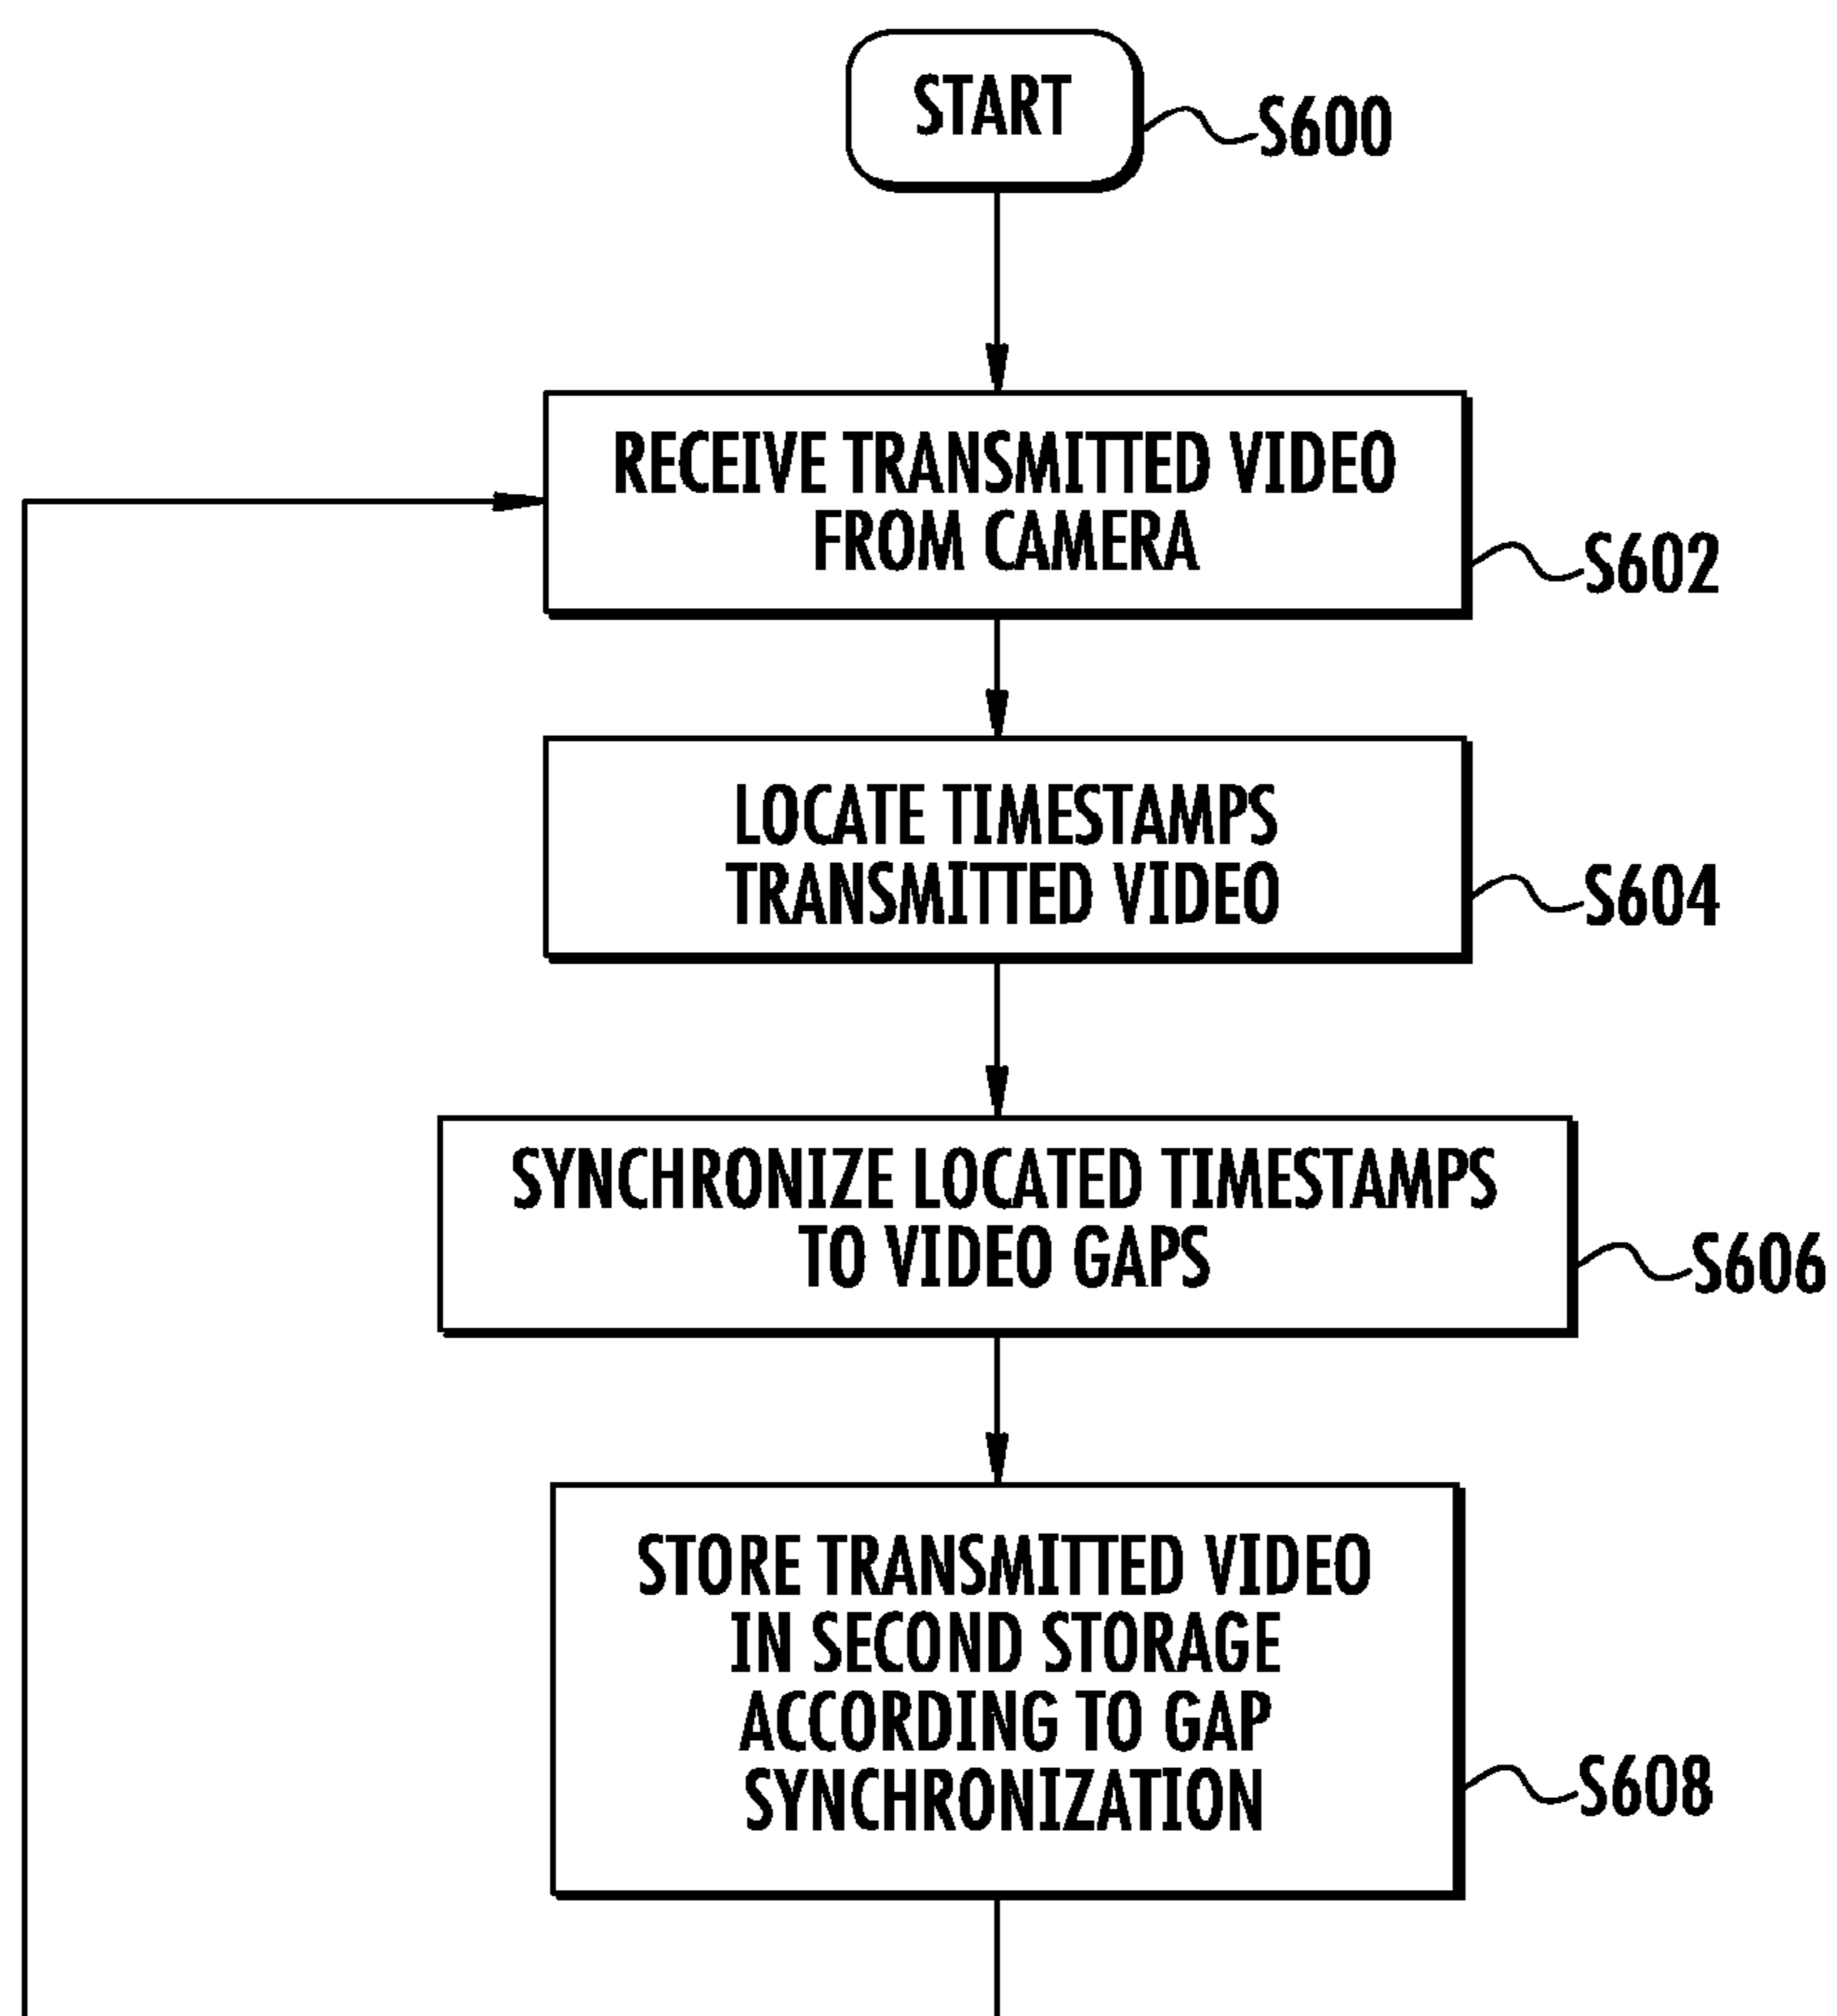 START
S600
RECEIVE TRANSMITTED VIDEO
FROM CAMERA
S602
LOCATE TIMESTAMPS
TRANSMITTED VIDEO
S604
SYNCHRONIZE LOCATED TIMESTAMPS
TO VIDEO GAPS
S606
STORE TRANSMITTED VIDEO
IN SECOND STORAGE
ACCORDING TO GAP
SYNCHRONIZATION
S608